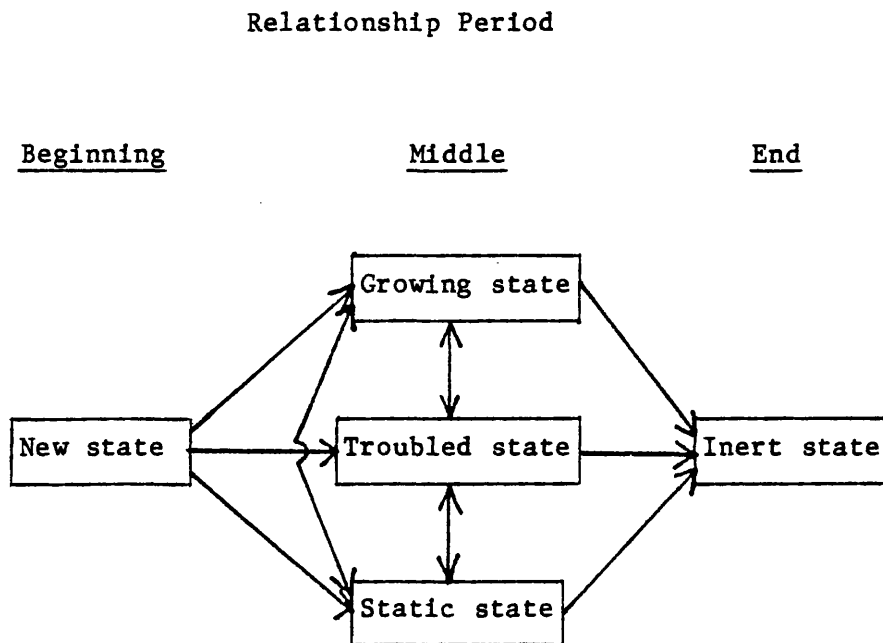 Relationship Period
Beginning Middle End
Growing state
New state Troubled state Inert state
Static state